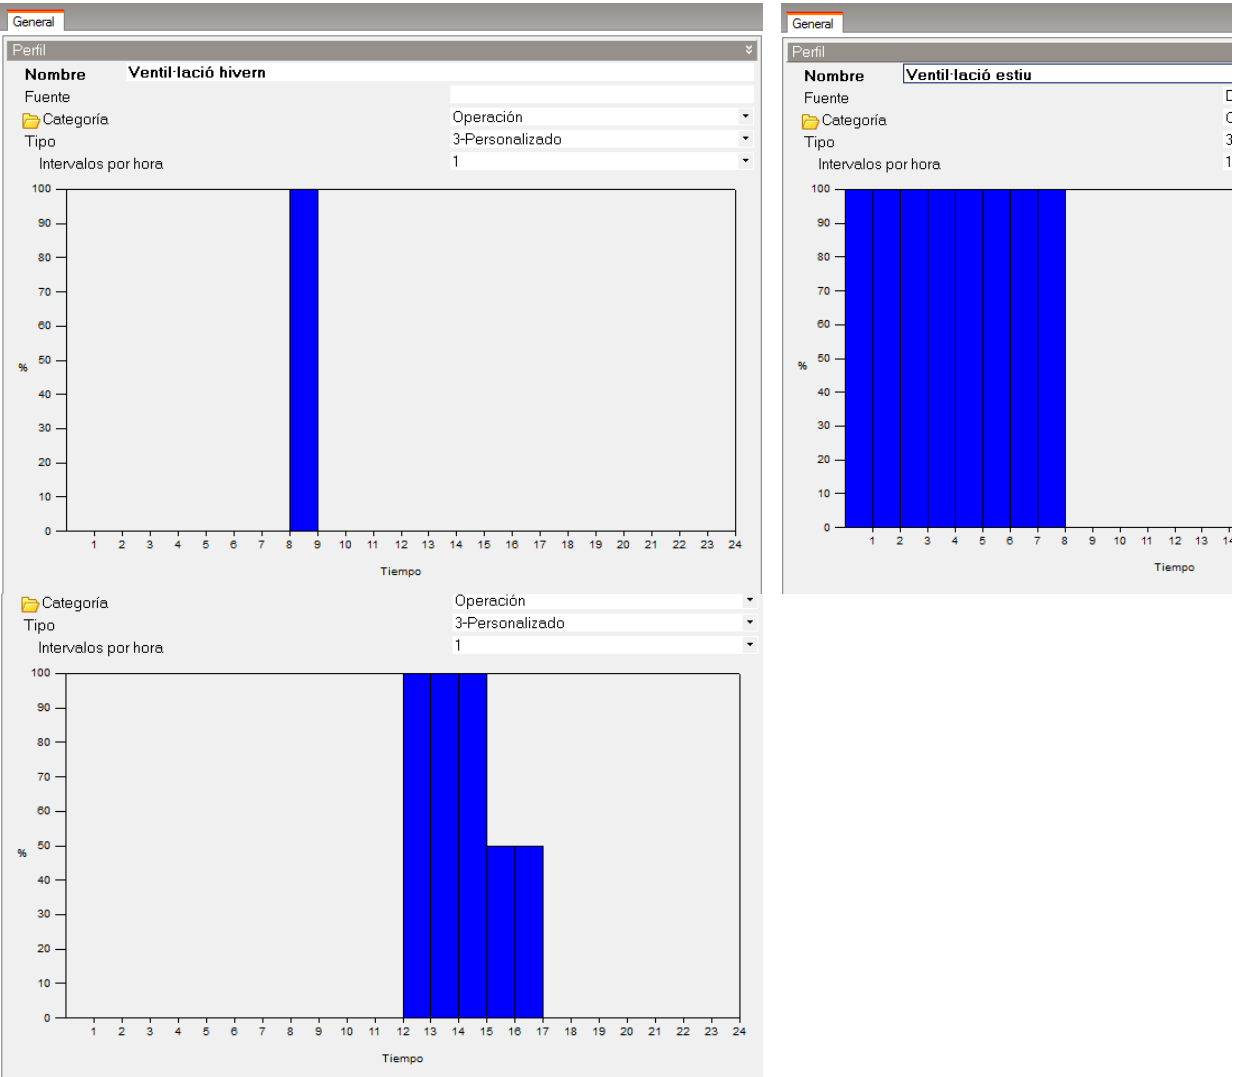 General
Perfil
Nombre Ventil·lació hivern
Fuente
Categoría Operación
Tipo 3-Personalizado
Intervalos por hora 1
100
90
80
70
60
50
%
40
30
20
10
0
1 2 3 4 5 6 7 8 9 10 11 12 13 14 15 16 17 18 19 20 21 22 23 24
Tiempo
General
Perfil
Nombre Ventil·lació estiu
Fuente
Categoría
Tipo 3
Intervalos por hora 1
100
90
80
70
60
50
%
40
30
20
10
0
1 2 3 4 5 6 7 8 9 10 11 12 13 14
Tiempo
Categoría Operación
Tipo 3-Personalizado
Intervalos por hora 1
100
90
80
70
60
50
%
40
30
20
10
0
1 2 3 4 5 6 7 8 9 10 11 12 13 14 15 16 17 18 19 20 21 22 23 24
Tiempo